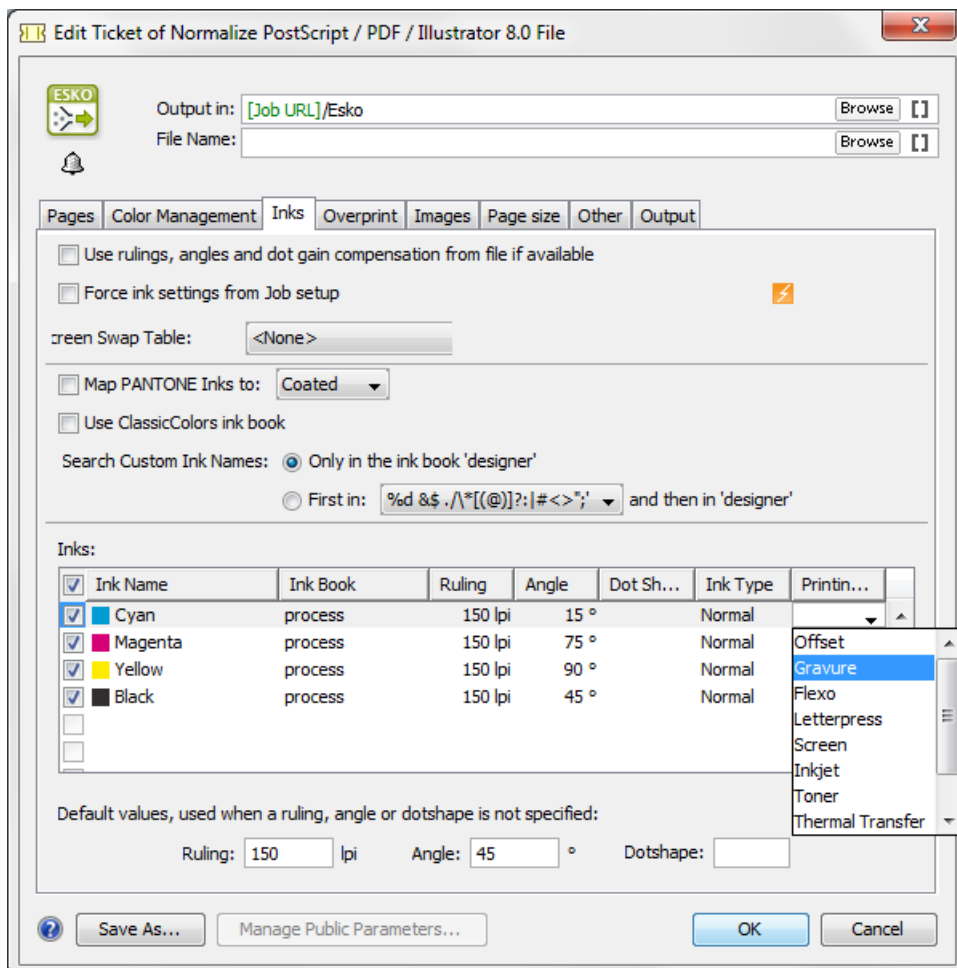 Edit Ticket of Normalize PostScript / PDF / Illustrator 8.0 File
ESKO
Output in: [Job URL]/Esko Browse []
File Name: Browse []
Pages Color Management Inks Overprint Images Page size Other Output
Use rulings, angles and dot gain compensation from file if available
Force ink settings from Job setup
creen Swap Table: <None>
Map PANTONE Inks to: Coated
Use ClassicColors ink book
Search Custom Ink Names: Only in the ink book 'designer'
First in: %d &$ ./\*[(@)]?:|#<>";' and then in 'designer'
Inks:
Ink Name Ink Book Ruling Angle Dot Sh... Ink Type Printin...
Cyan process 150 lpi 15 ° Normal
Magenta process 150 lpi 75 ° Normal Offset
Yellow process 150 lpi 90 ° Normal Gravure
Black process 150 lpi 45 ° Normal Flexo
Letterpress
Screen
Inkjet
Toner
Default values, used when a ruling, angle or dotshape is not specified: Thermal Transfer
Ruling: 150 lpi Angle: 45 ° Dotshape:
? Save As... Manage Public Parameters... OK Cancel